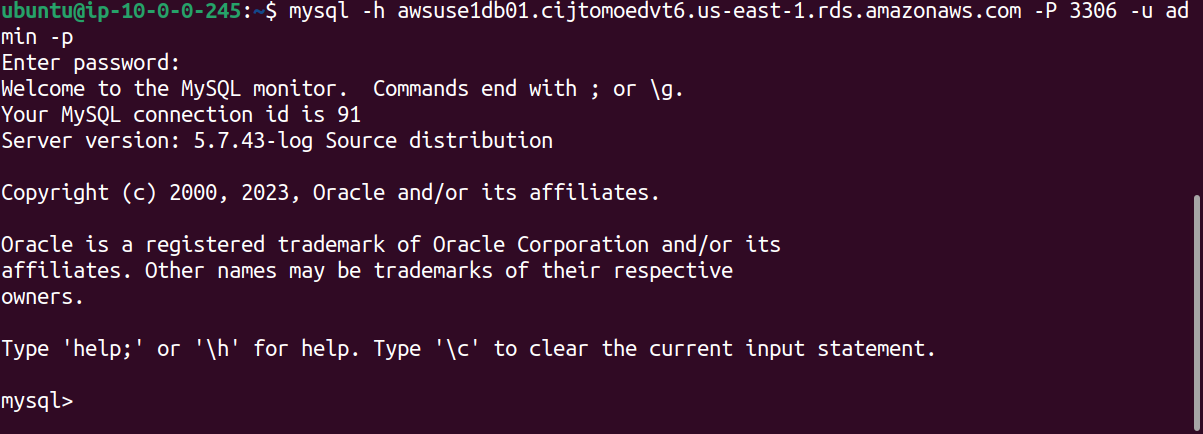 ubuntu@ip-10-0-0-245:~$ mysql -h awsuse1db01.cijtomoedvt6.us-east-1.rds.amazonaws.com -P 3306 -u ad
min -p
Enter password:
Welcome to the MySQL monitor.  Commands end with ; or \g.
Your MySQL connection id is 91
Server version: 5.7.43-log Source distribution

Copyright (c) 2000, 2023, Oracle and/or its affiliates.

Oracle is a registered trademark of Oracle Corporation and/or its
affiliates. Other names may be trademarks of their respective
owners.

Type 'help;' or '\h' for help. Type '\c' to clear the current input statement.

mysql>